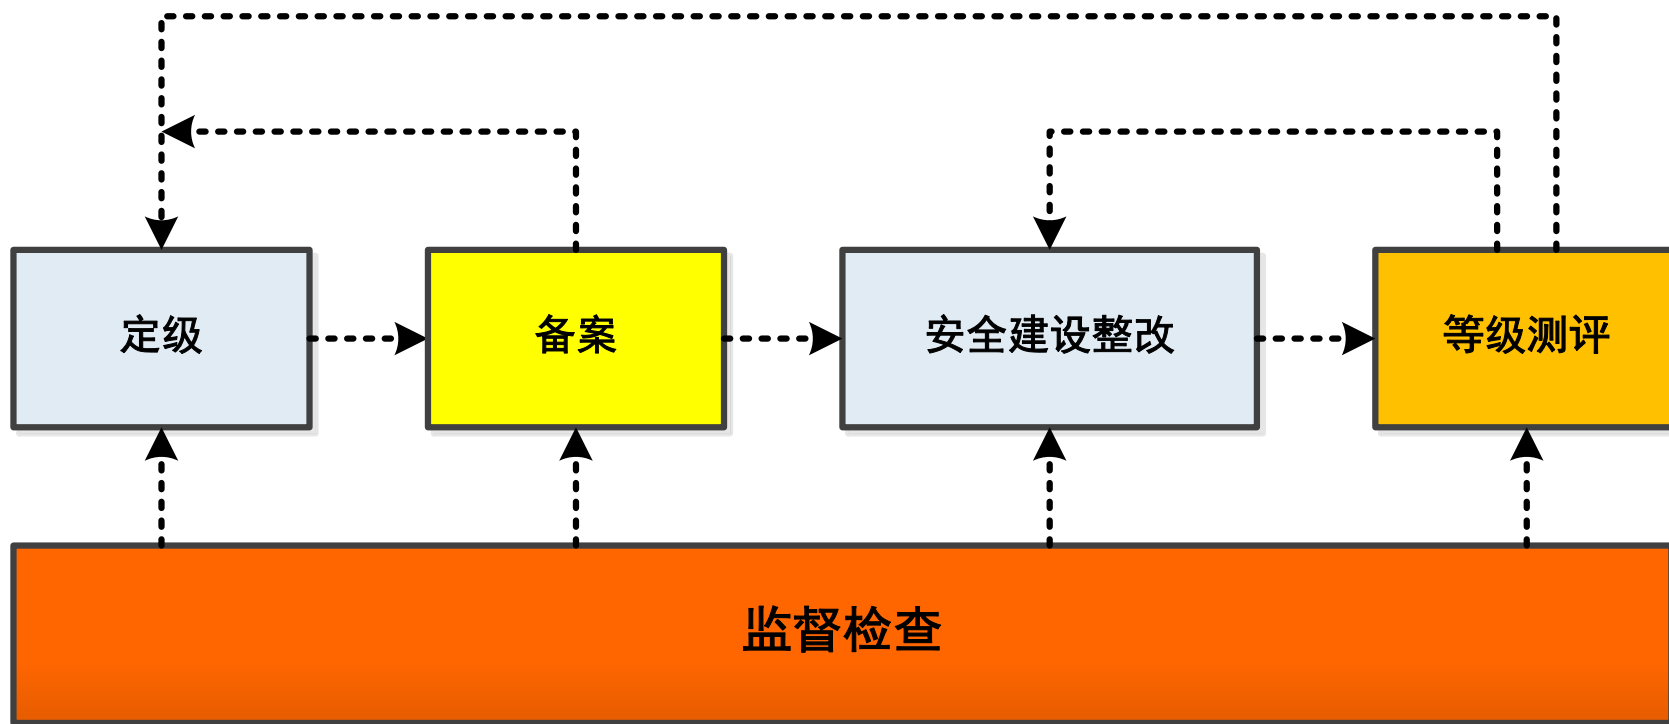 定级
备案
安全建设整改
等级测评
监督检查